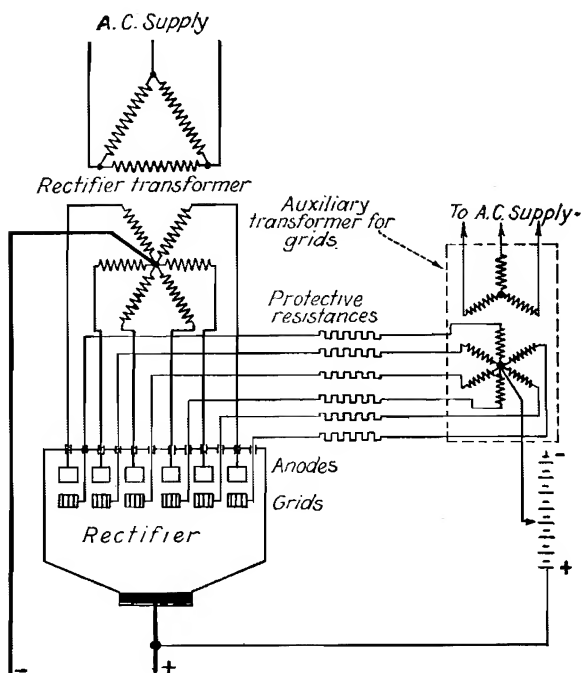 A.C. Supply
Rectifier transformer
Auxiliary
transformer for
grids
To A.C. Supply
Protective
resistances
Anodes
Grids
Rectifier
-
+
-
+